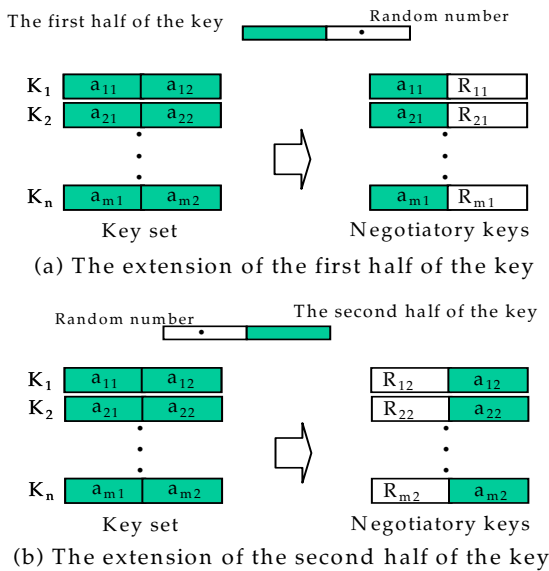 The first half of the key
Random number
K1 a11 a12 a11 R11
K2 a21 a22 a21 R21
Kn am1 am2 am1 Rm1
Key set Negotiatory keys
(a) The extension of the first half of the key
Random number
The second half of the key
K1 a11 a12 R12 a12
K2 a21 a22 R22 a22
Kn am1 am2 Rm2 am2
Key set Negotiatory keys
(b) The extension of the second half of the key